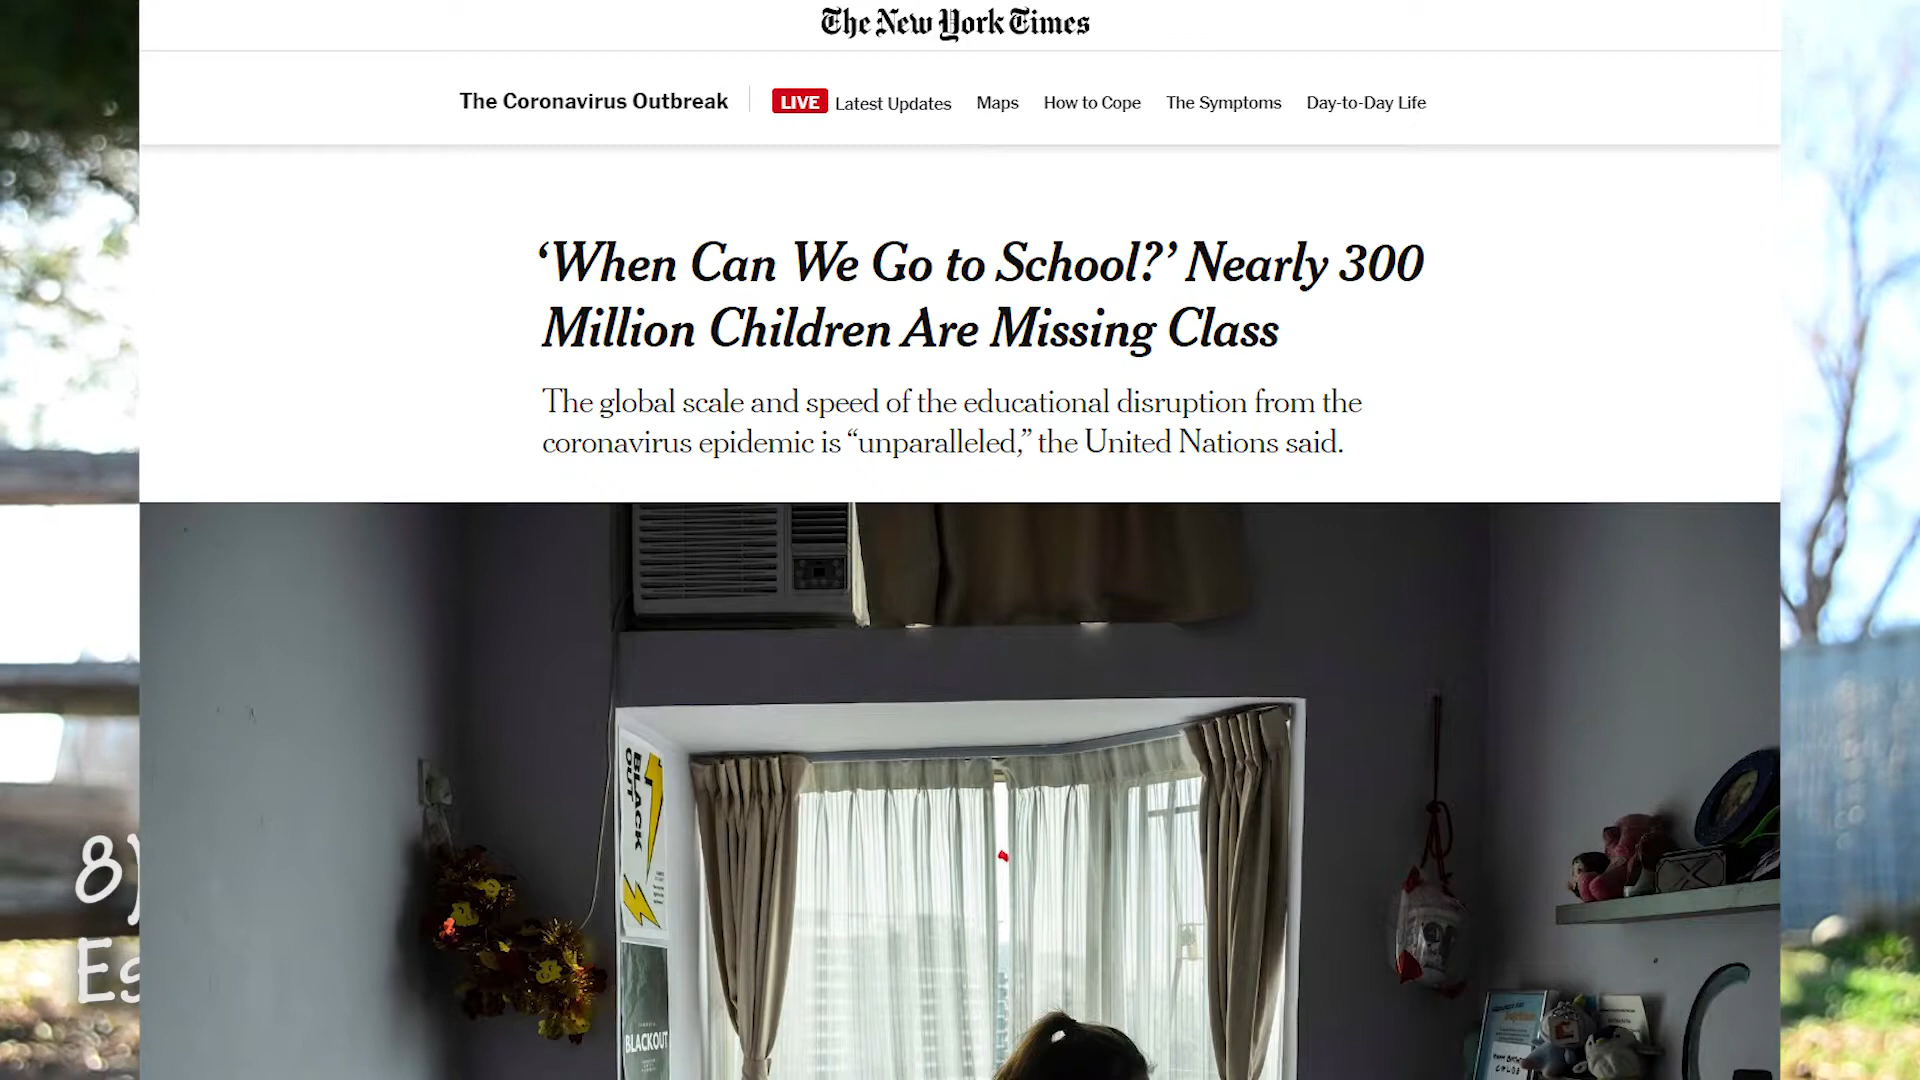 The New York Times
The Coronavirus Outbreak
LIVE Latest Updates Maps How to Cope The Symptoms Day-to-Day Life
‘When Can We Go to School?’ Nearly 300
Million Children Are Missing Class
The global scale and speed of the educational disruption from the
coronavirus epidemic is “unparalleled,” the United Nations said.
BLACK
OUT
BLACKOUT
8)
Es